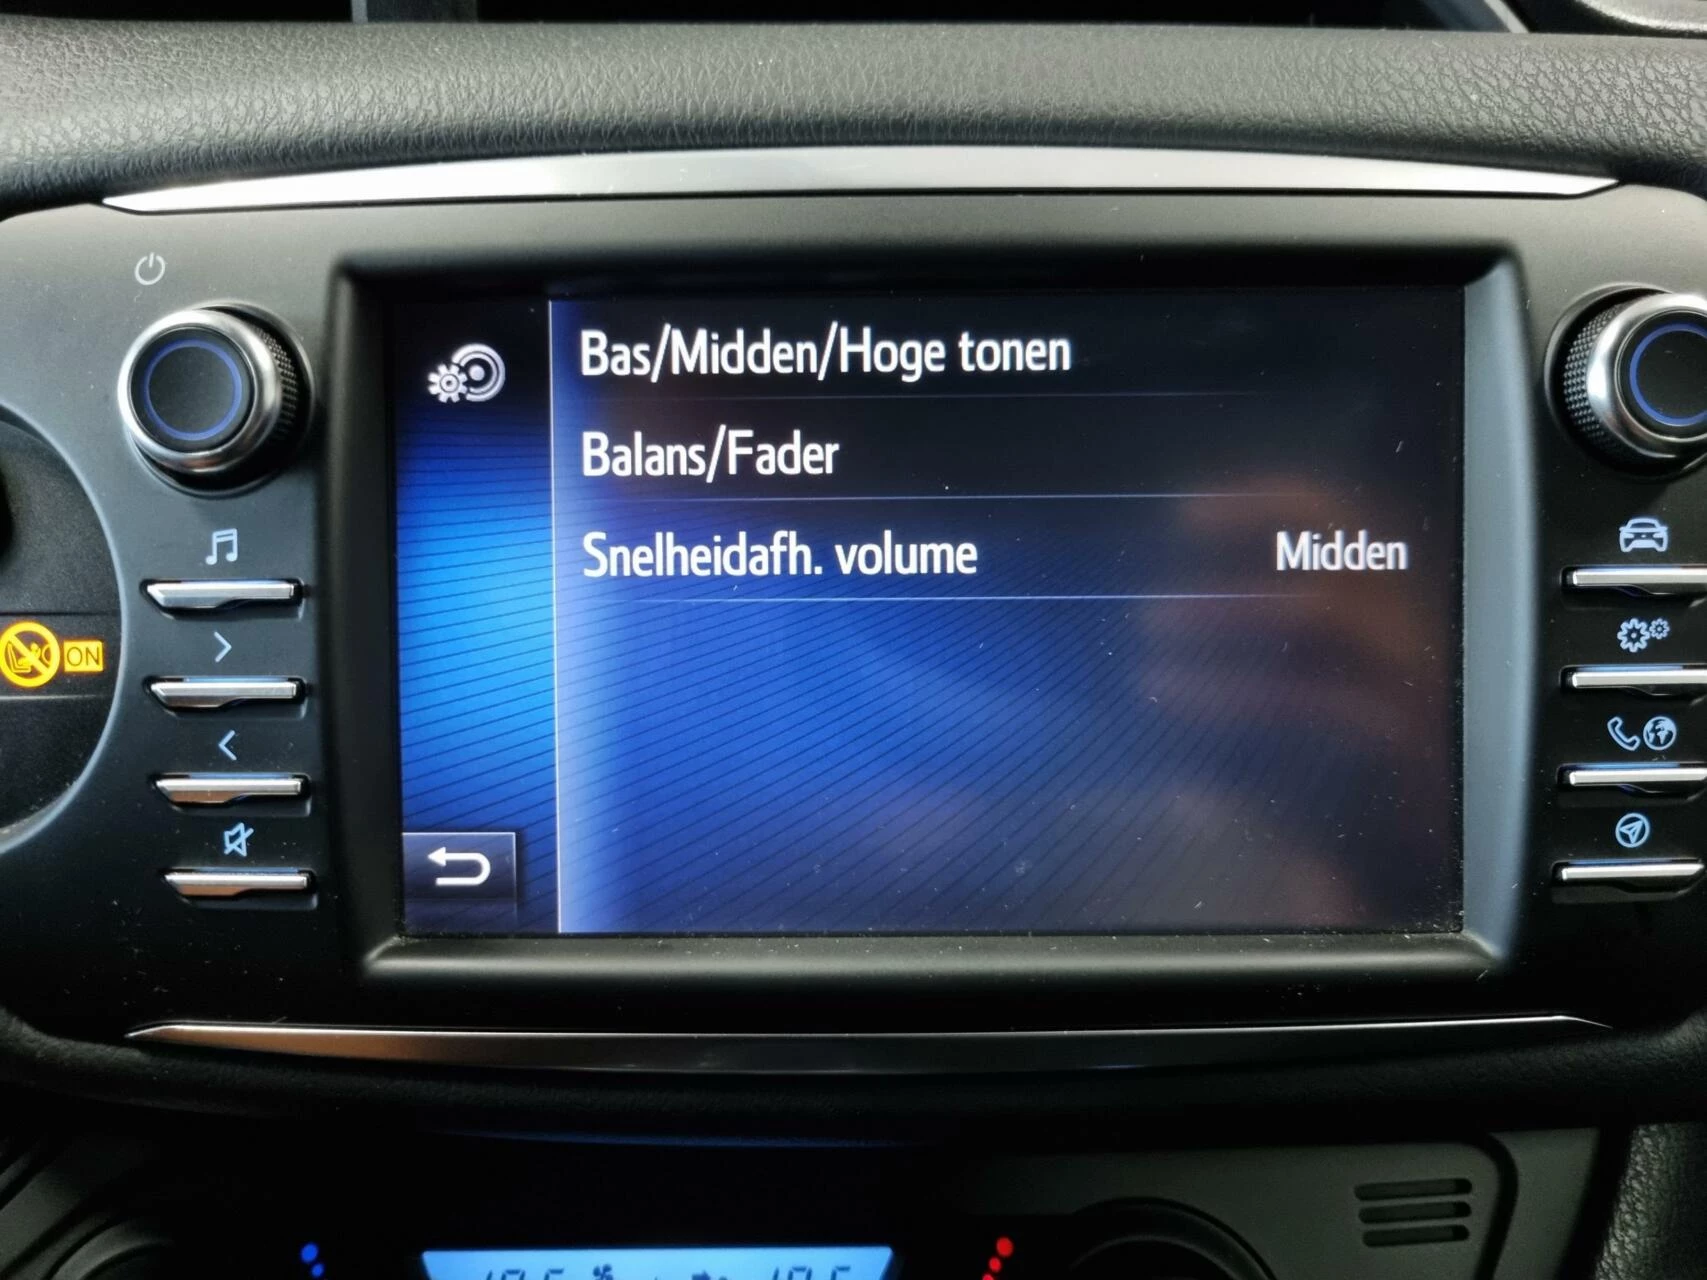 Bas/Midden/Hoge tonen
Balans/Fader
Snelheidafh. volume Midden
ON